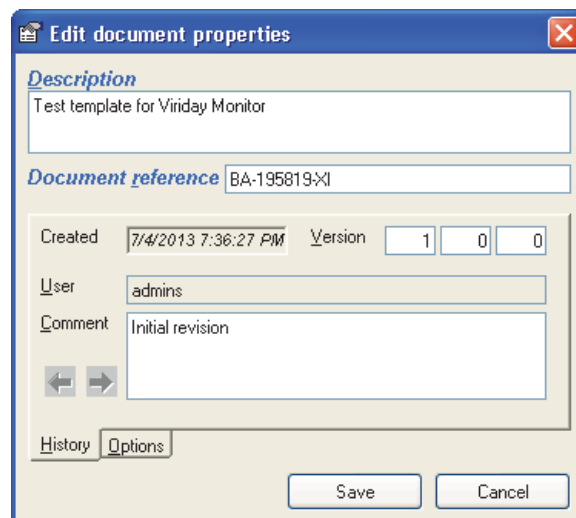 Edit document properties
Description
Test template for Viriday Monitor
Document reference BA-195819-XI
Created 7/4/2013 7:36:27 PM Version 1 0 0
User admins
Comment Initial revision
History Options
Save Cancel